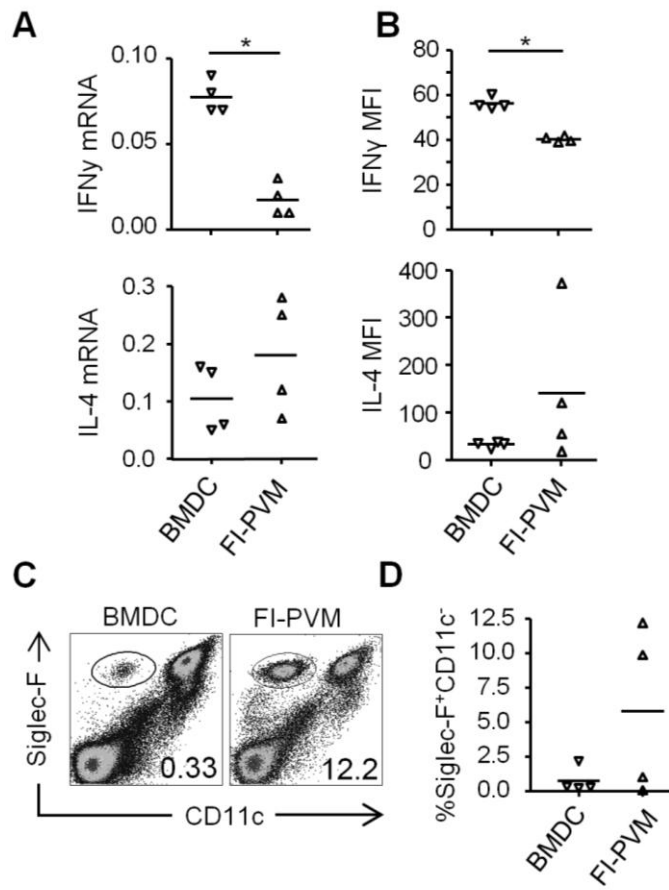 A
IFNy mRNA
0.10
0.05
0.00
*
B
IFNγ MFI
80
60
40
20
0
*
IL-4 mRNA
0.3
0.2
0.1
0.0
BMDC
FI-PVM
IL-4 MFI
400
300
200
100
0
BMDC
FI-PVM
C
BMDC
FI-PVM
Siglec-F
0.33
12.2
CD11c
D
%Siglec-F⁺CD11c⁻
12.5
10.0
7.5
5.0
2.5
0.0
BMDC
FI-PVM